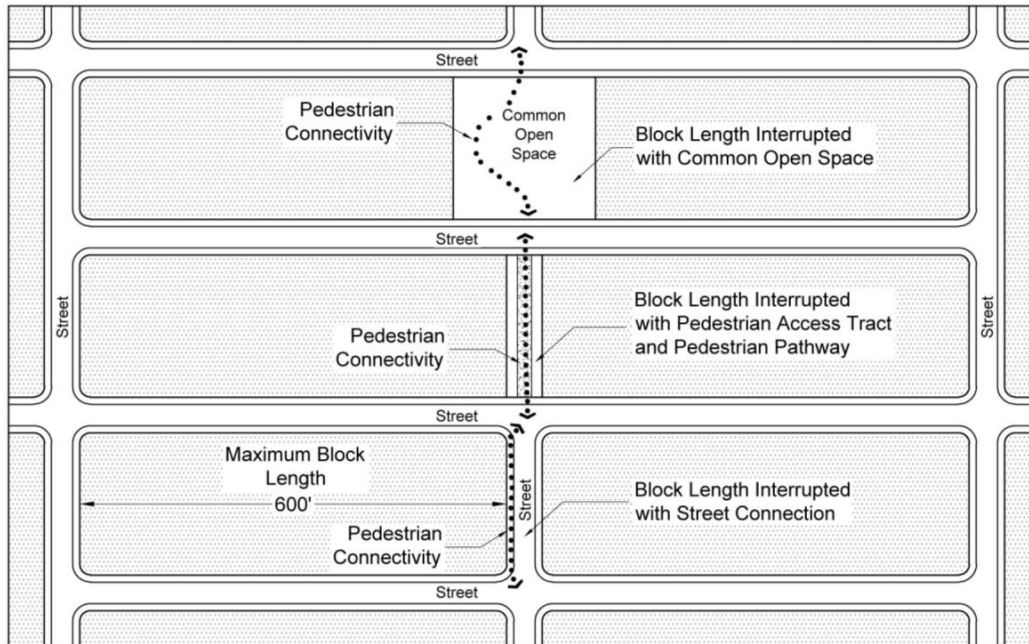 Street
Pedestrian
Connectivity
Common
Open
Space
Block Length Interrupted
with Common Open Space
Street
Street
Pedestrian
Connectivity
Block Length Interrupted
with Pedestrian Access Tract
and Pedestrian Pathway
Street
Street
Maximum Block
Length
600'
Pedestrian
Connectivity
Street
Block Length Interrupted
with Street Connection
Street